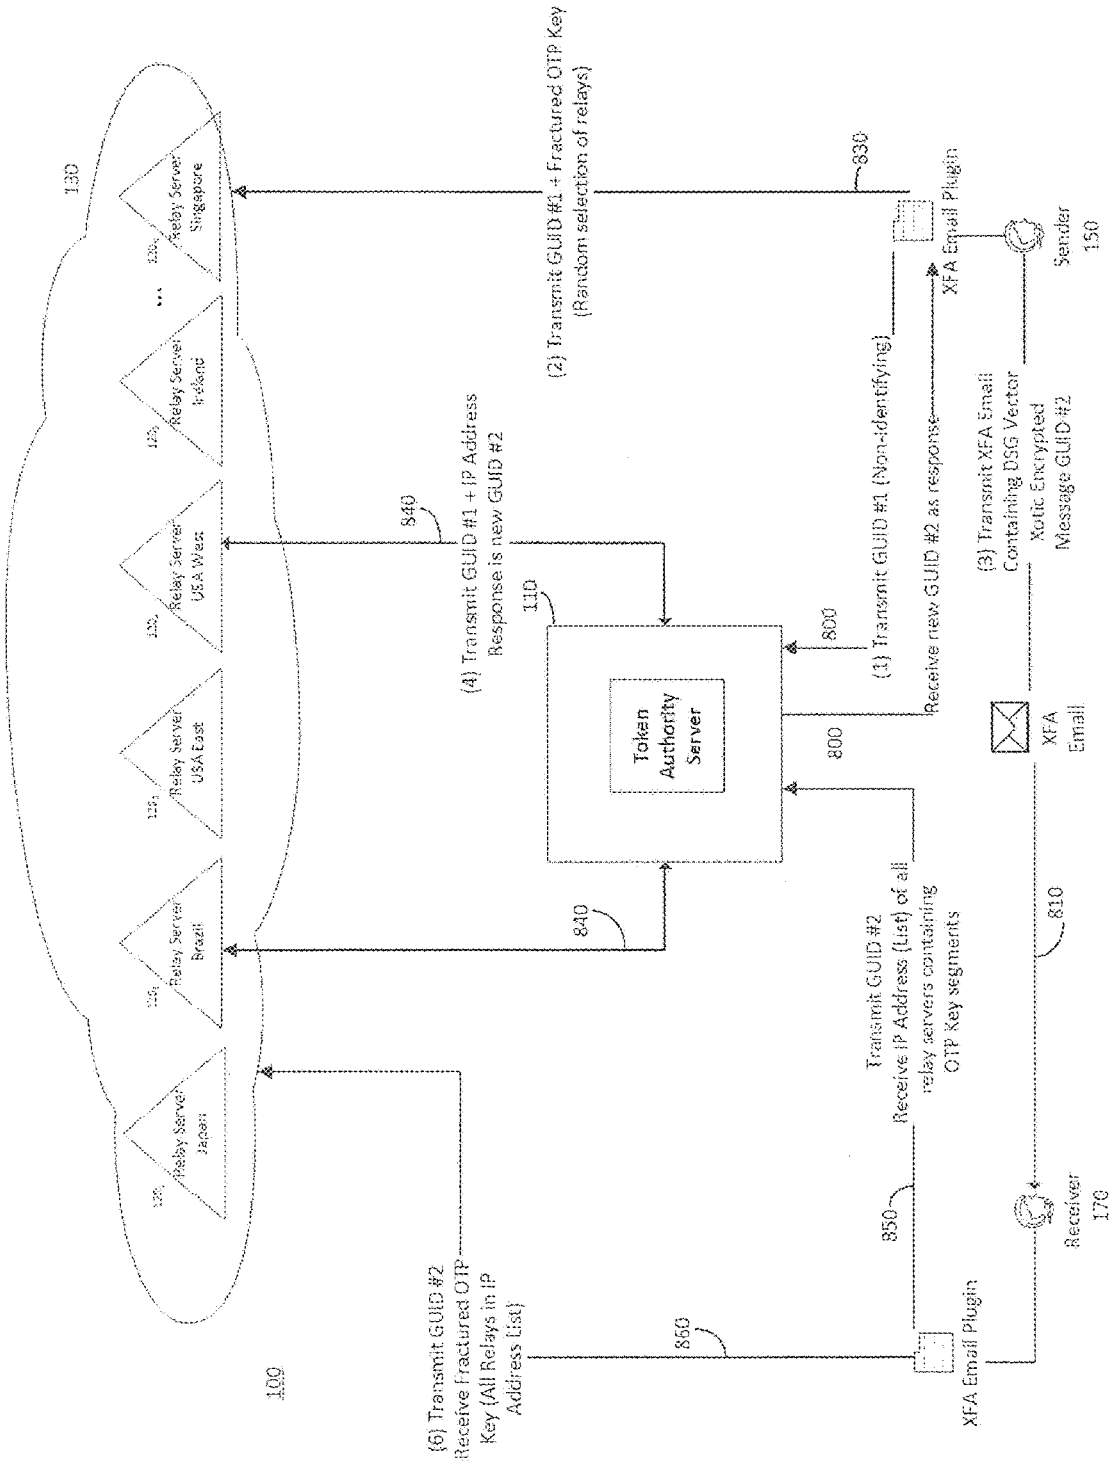 100
130
Relay Server
Japan
Relay Server
Brazil
Relay Server
USA East
Relay Server
USA West
Relay Server
Ireland
...
Relay Server
Singapore
(6) Transmit GUID #2
Receive Fractured OTP
Key (All Relays in IP
Address List)
860
840
(4) Transmit GUID #1 + IP Address
Response is new GUID #2
840
(2) Transmit GUID #1 + Fractured OTP Key
(Random selection of relays)
830
110
Token
Authority
Server
800
800
(1) Transmit GUID #1 (Non-Identifying)
Receive new GUID #2 as response
Transmit GUID #2
Receive IP Address (List) of all
relay servers containing
OTP Key segments
850
XFA Email Plugin
XFA Email Plugin
(3) Transmit XFA Email
Containing DSG Vector
Xotic Encrypted
Message GUID #2
XFA
Email
810
Receiver
170
Sender
150